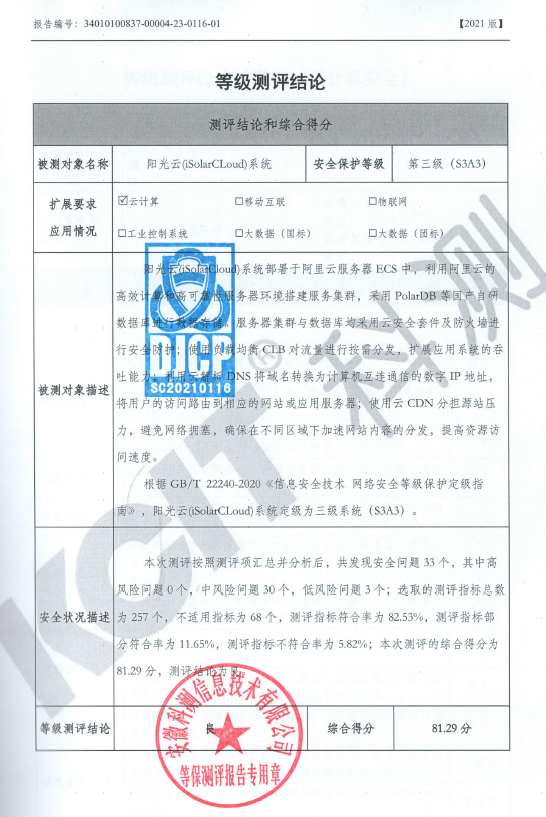 报告编号：34010100837-00004-23-0116-01 【2021 版】
等级测评结论
测评结论和综合得分
被测对象名称 阳光云(iSolarCLoud)系统 安全保护等级 第三级（S3A3）
扩展要求
应用情况
☑云计算 □移动互联 □物联网
□工业控制系统 □大数据（国标） □大数据（团标）
被测对象描述
阳光云(iSolarCloud)系统部署于阿里云服务器 ECS 中，利用阿里云的
高效计算和高可靠性服务器环境搭建服务集群，采用 PolarDB 等国产自研
数据库进行数据存储。服务器集群与数据库均采用云安全套件及防火墙进
行安全防护；使用负载均衡 CLB 对流量进行按需分发，扩展应用系统的吞
吐能力；利用云解析 DNS 将域名转换为计算机互连通信的数字 IP 地址，
将用户的访问路由到相应的网站或应用服务器；使用云 CDN 分担源站压
力，避免网络拥塞，确保在不同区域下加速网站内容的分发，提高资源访
问速度。
根据 GB/T 22240-2020《信息安全技术 网络安全等级保护定级指
南》，阳光云(iSolarCLoud)系统定级为三级系统（S3A3）。
DICP
SC20210116
安全状况描述
本次测评按照测评项汇总并分析后，共发现安全问题 33 个，其中高
风险问题 0 个，中风险问题 30 个，低风险问题 3 个；选取的测评指标总数
为 257 个，不适用指标为 68 个，测评指标符合率为 82.53%，测评指标部
分符合率为 11.65%，测评指标不符合率为 5.82%；本次测评的综合得分为
81.29 分，测评结论为良。
等级测评结论 良 综合得分 81.29 分
安徽科测信息技术有限公司
等保测评报告专用章
KCIT® 科测